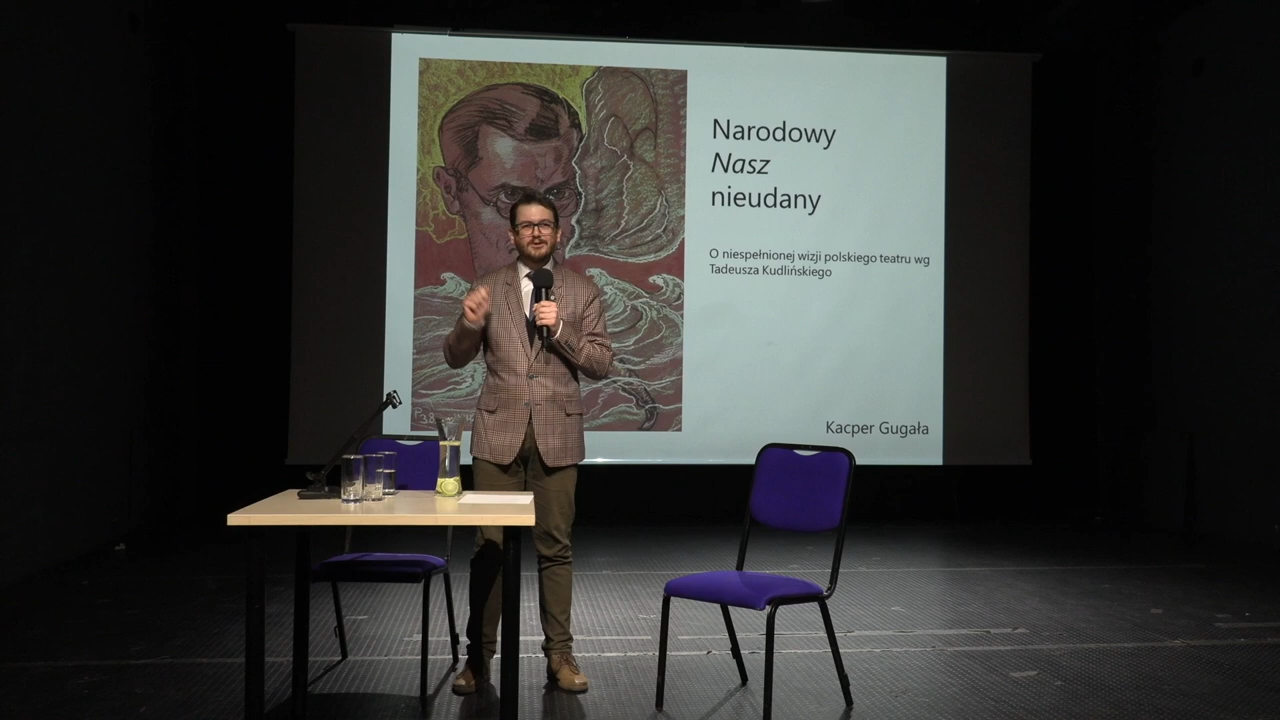 Narodowy
Nasz
nieudany
O niespełnionej wizji polskiego teatru wg
Tadeusza Kudlińskiego
Kacper Gugała